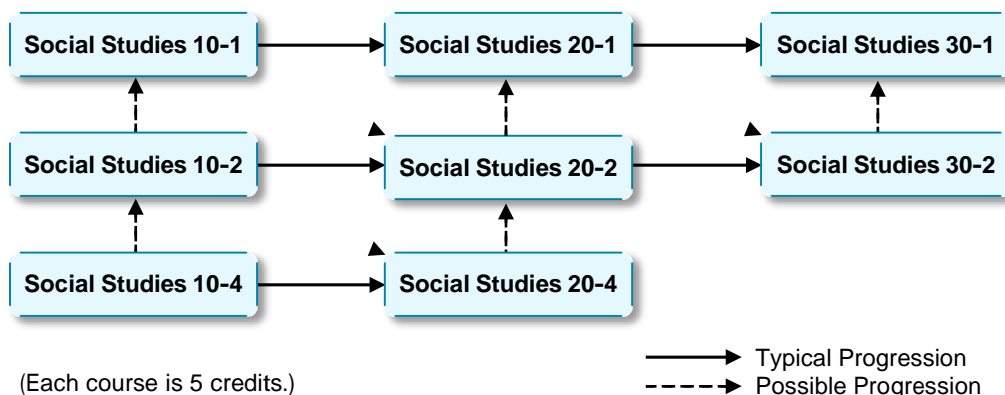 Social Studies 10-1 Social Studies 20-1 Social Studies 30-1
Social Studies 10-2 Social Studies 20-2 Social Studies 30-2
Social Studies 10-4 Social Studies 20-4
Typical Progression
(Each course is 5 credits.) Possible Progression